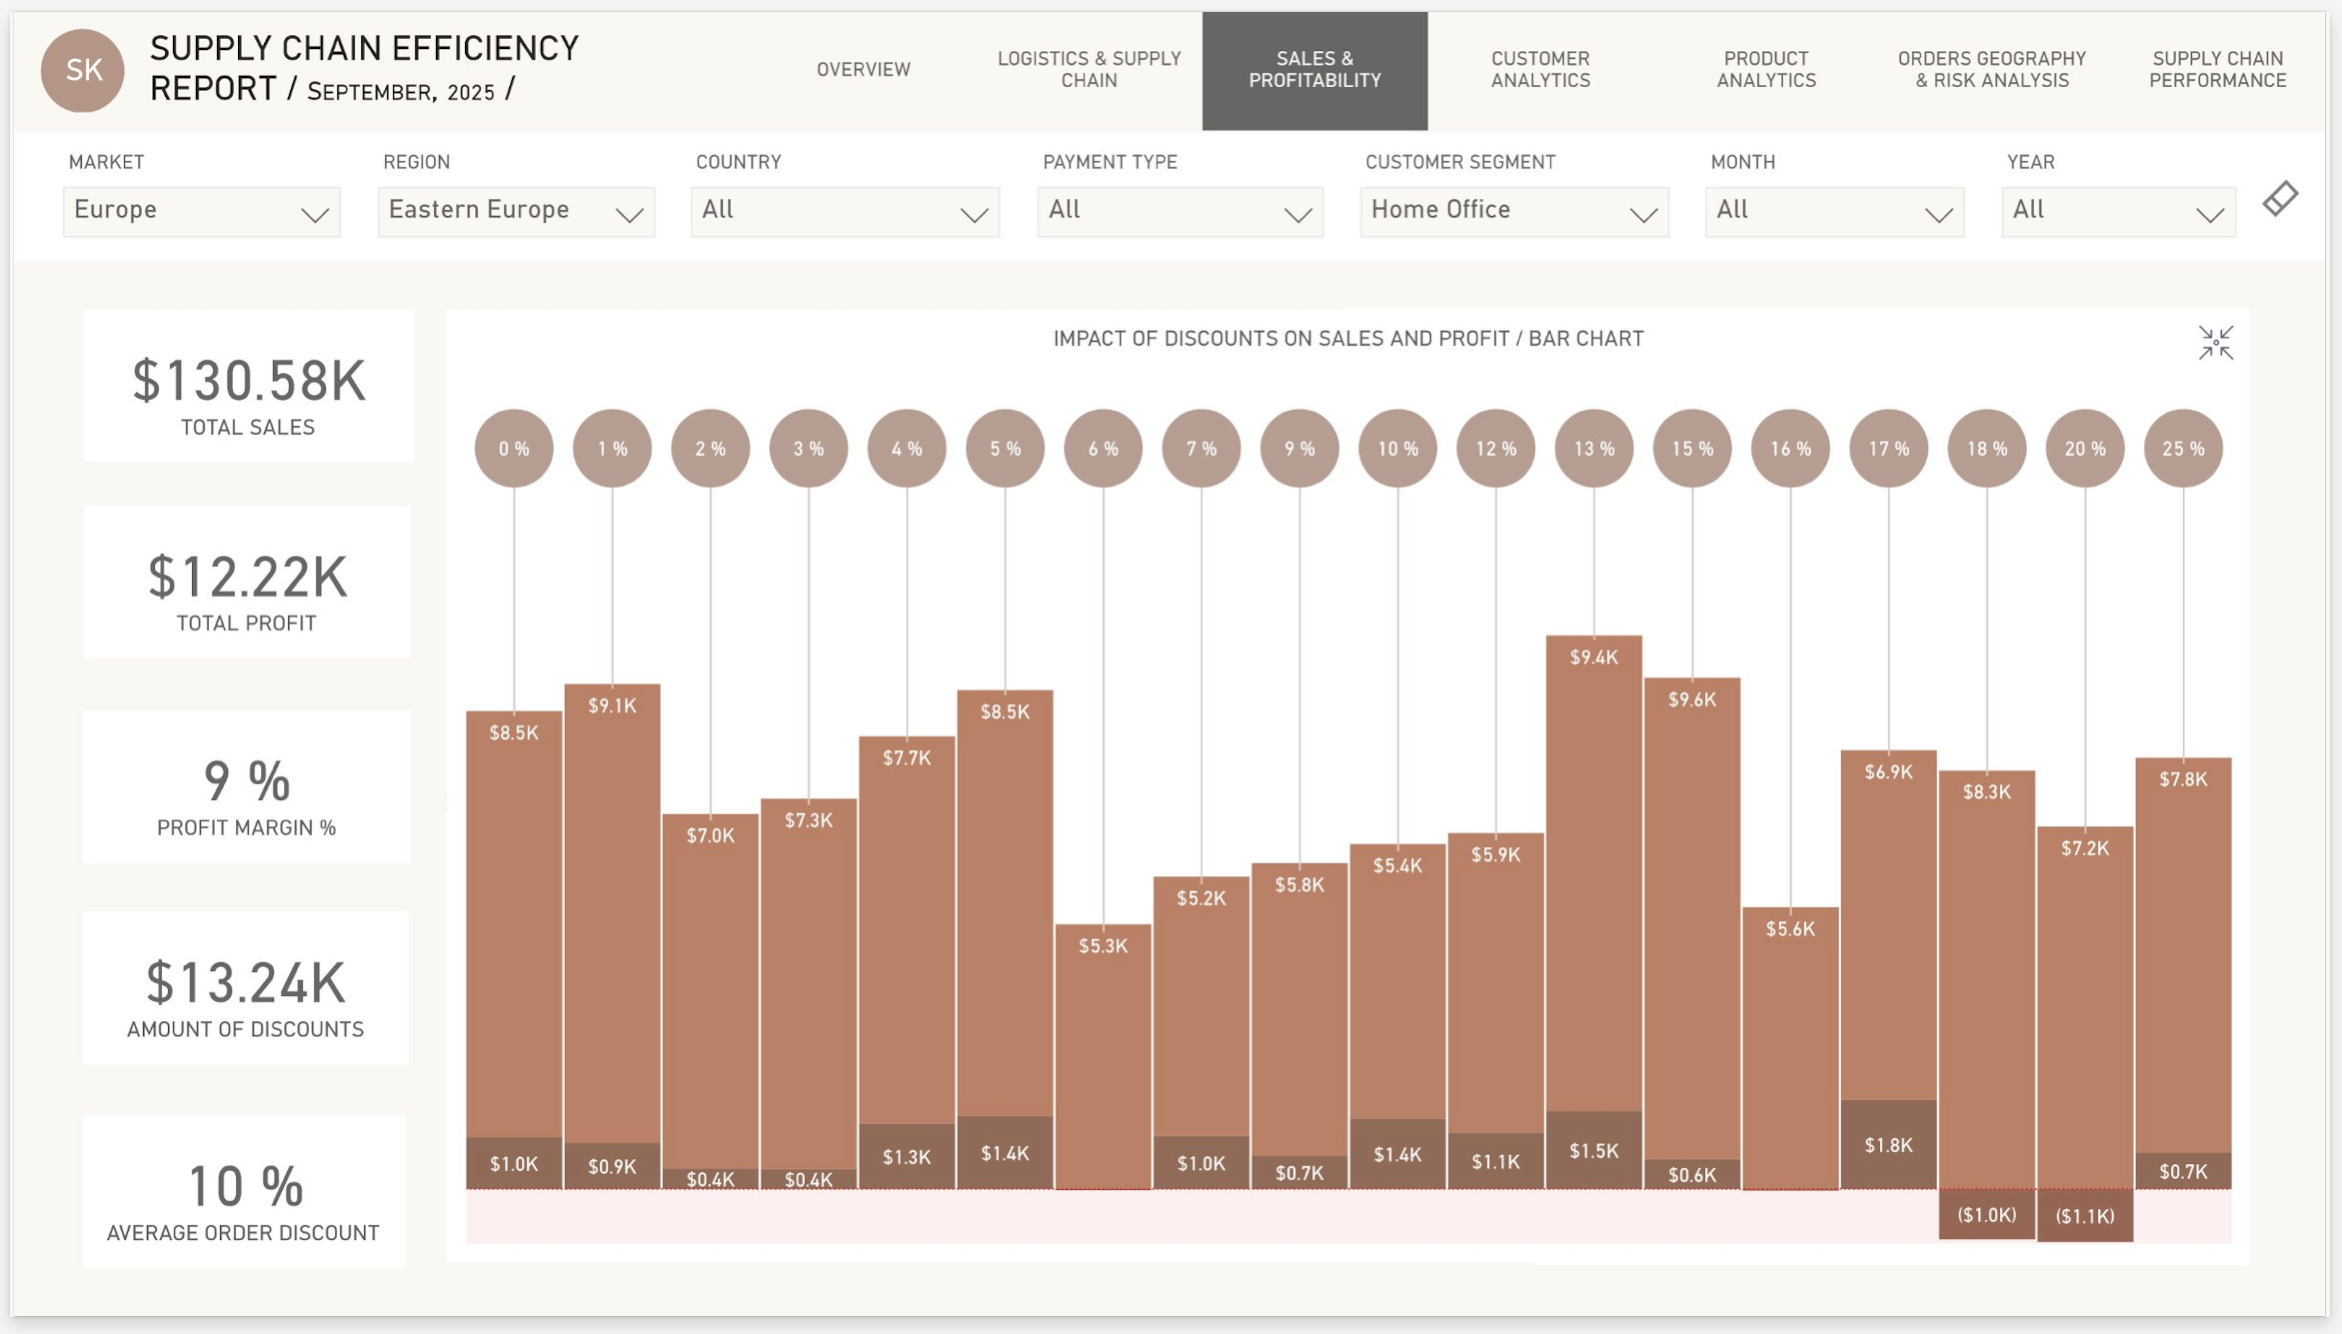 SK
SUPPLY CHAIN EFFICIENCY
REPORT / SEPTEMBER, 2025 /
OVERVIEW
LOGISTICS & SUPPLY
CHAIN
SALES &
PROFITABILITY
CUSTOMER
ANALYTICS
PRODUCT
ANALYTICS
ORDERS GEOGRAPHY
& RISK ANALYSIS
SUPPLY CHAIN
PERFORMANCE
MARKET
Europe
REGION
Eastern Europe
COUNTRY
All
PAYMENT TYPE
All
CUSTOMER SEGMENT
Home Office
MONTH
All
YEAR
All
$130.58K
TOTAL SALES
$12.22K
TOTAL PROFIT
9 %
PROFIT MARGIN %
$13.24K
AMOUNT OF DISCOUNTS
10 %
AVERAGE ORDER DISCOUNT
IMPACT OF DISCOUNTS ON SALES AND PROFIT / BAR CHART
0 % 1 % 2 % 3 % 4 % 5 % 6 % 7 % 9 % 10 % 12 % 13 % 15 % 16 % 17 % 18 % 20 % 25 %
$8.5K $9.1K $7.0K $7.3K $7.7K $8.5K $5.3K $5.2K $5.8K $5.4K $5.9K $9.4K $9.6K $5.6K $6.9K $8.3K $7.2K $7.8K
$1.0K $0.9K $0.4K $0.4K $1.3K $1.4K $1.0K $0.7K $1.4K $1.1K $1.5K $0.6K $1.8K ($1.0K) ($1.1K) $0.7K